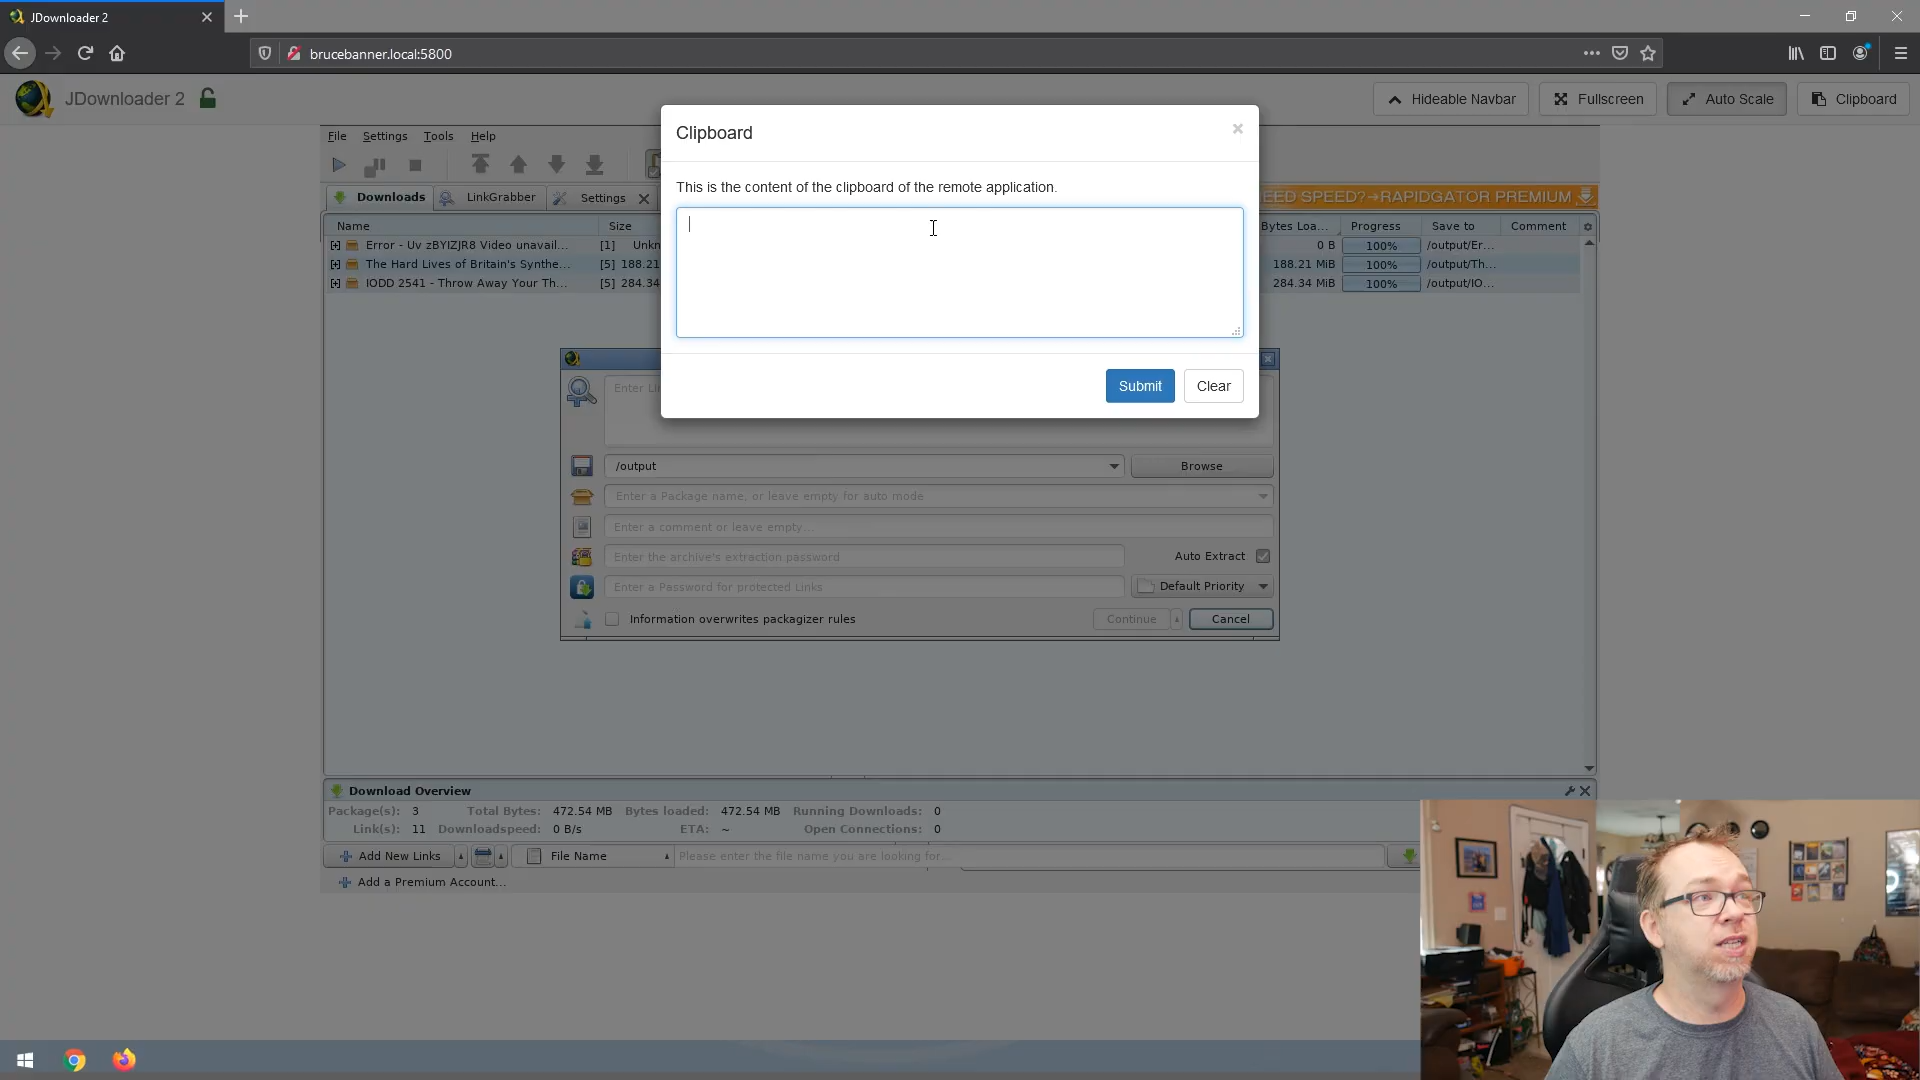 JDownloader 2
brucebanner.local:5800
JDownloader 2
Hideable Navbar
Fullscreen
Auto Scale
Clipboard
File Settings Tools Help
Clipboard
This is the content of the clipboard of the remote application.
Submit
Clear
Downloads
LinkGrabber
Settings
EED SPEED?→RAPIDGATOR PREMIUM
Name Size Bytes Loa... Progress Save to Comment
Error - Uv zBYIZJR8 Video unavail... [1] Unkn 0 B 100% /output/Er...
The Hard Lives of Britain's Synthe... [5] 188.21 188.21 MiB 100% /output/Th...
IODD 2541 - Throw Away Your Th... [5] 284.34 284.34 MiB 100% /output/IO...
Enter Li
/output
Browse
Enter a Package name, or leave empty for auto mode
Enter a comment or leave empty...
Enter the archive's extraction password
Auto Extract
Enter a Password for protected Links
Default Priority
Information overwrites packagizer rules
Continue
Cancel
Download Overview
Package(s): 3 Total Bytes: 472.54 MB Bytes loaded: 472.54 MB Running Downloads: 0
Link(s): 11 Downloadspeed: 0 B/s ETA: ~ Open Connections: 0
Add New Links
File Name
Please enter the file name you are looking for...
Add a Premium Account...